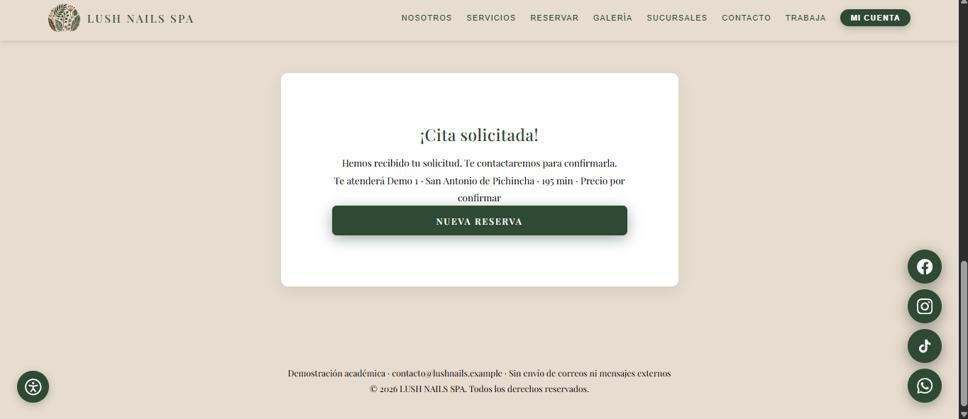 LUSH NAILS SPA
NOSOTROS SERVICIOS RESERVAR GALERÍA SUCURSALES CONTACTO TRABAJA MI CUENTA
¡Cita solicitada!
Hemos recibido tu solicitud. Te contactaremos para confirmarla.
Te atenderá Demo 1 · San Antonio de Pichincha · 195 min · Precio por
confirmar
NUEVA RESERVA
Demostración académica · contacto@lushnails.example · Sin envío de correos ni mensajes externos
© 2026 LUSH NAILS SPA. Todos los derechos reservados.